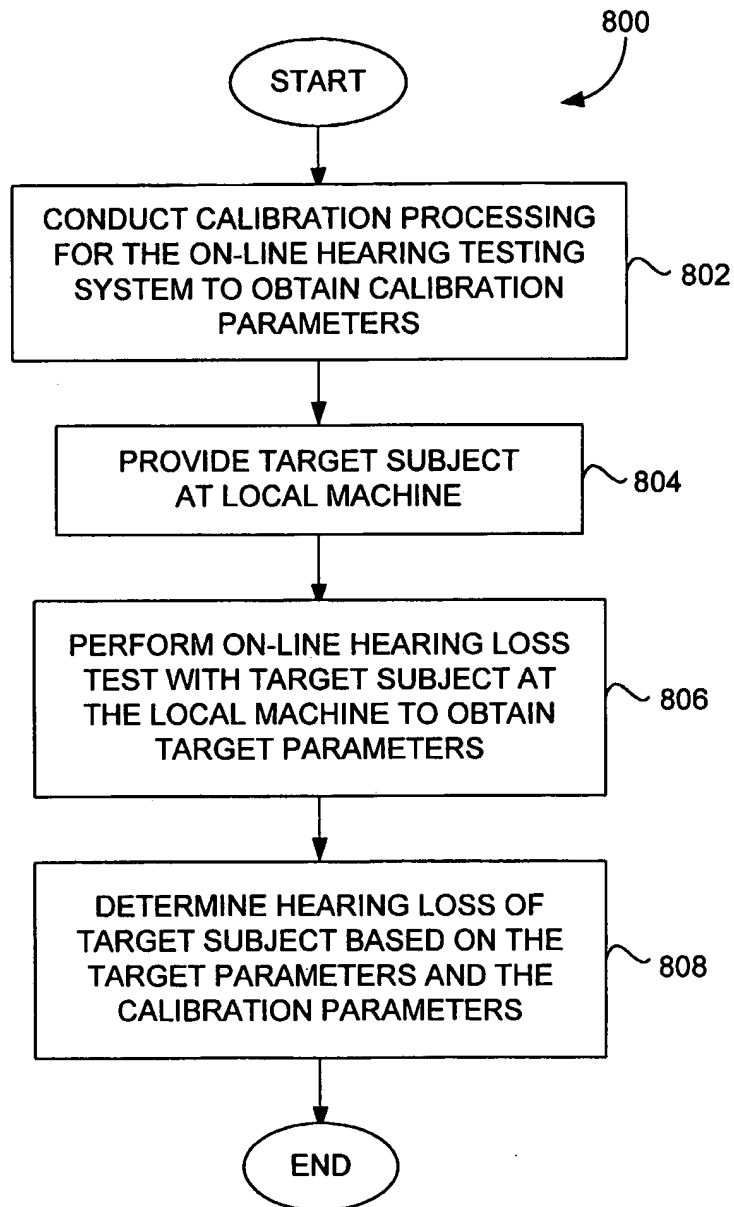 800
START
CONDUCT CALIBRATION PROCESSING
FOR THE ON-LINE HEARING TESTING
SYSTEM TO OBTAIN CALIBRATION
PARAMETERS
802
PROVIDE TARGET SUBJECT
AT LOCAL MACHINE
804
PERFORM ON-LINE HEARING LOSS
TEST WITH TARGET SUBJECT AT
THE LOCAL MACHINE TO OBTAIN
TARGET PARAMETERS
806
DETERMINE HEARING LOSS OF
TARGET SUBJECT BASED ON THE
TARGET PARAMETERS AND THE
CALIBRATION PARAMETERS
808
END